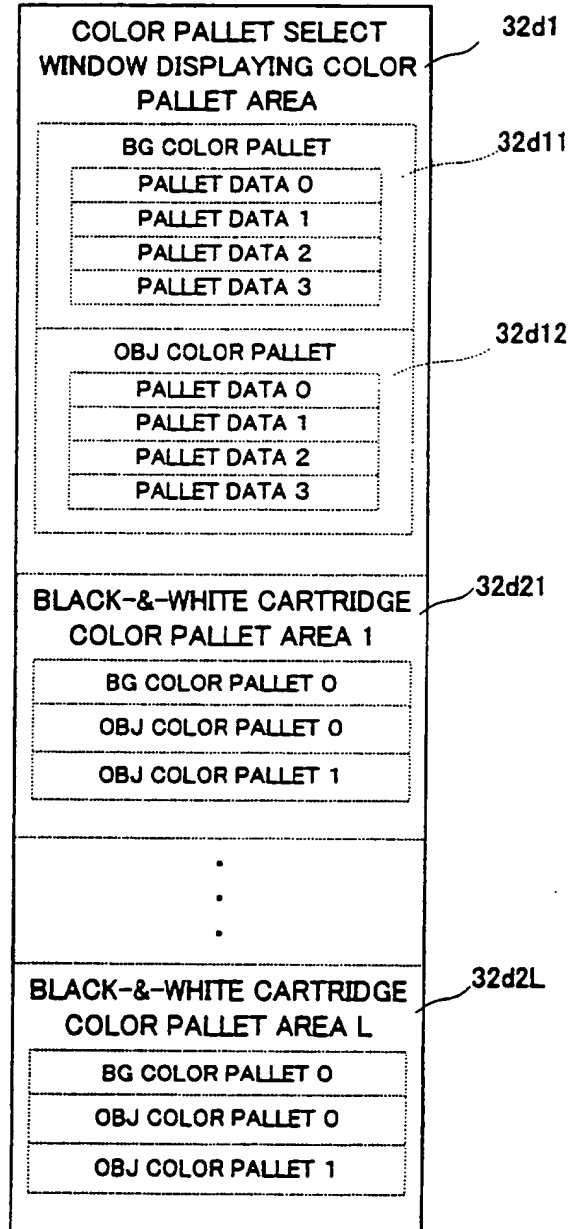 COLOR PALLET SELECT
WINDOW DISPLAYING COLOR
PALLET AREA
32d1
BG COLOR PALLET
32d11
PALLET DATA 0
PALLET DATA 1
PALLET DATA 2
PALLET DATA 3
OBJ COLOR PALLET
32d12
PALLET DATA 0
PALLET DATA 1
PALLET DATA 2
PALLET DATA 3
BLACK-&-WHITE CARTRIDGE
COLOR PALLET AREA 1
32d21
BG COLOR PALLET 0
OBJ COLOR PALLET 0
OBJ COLOR PALLET 1
BLACK-&-WHITE CARTRIDGE
COLOR PALLET AREA L
32d2L
BG COLOR PALLET 0
OBJ COLOR PALLET 0
OBJ COLOR PALLET 1